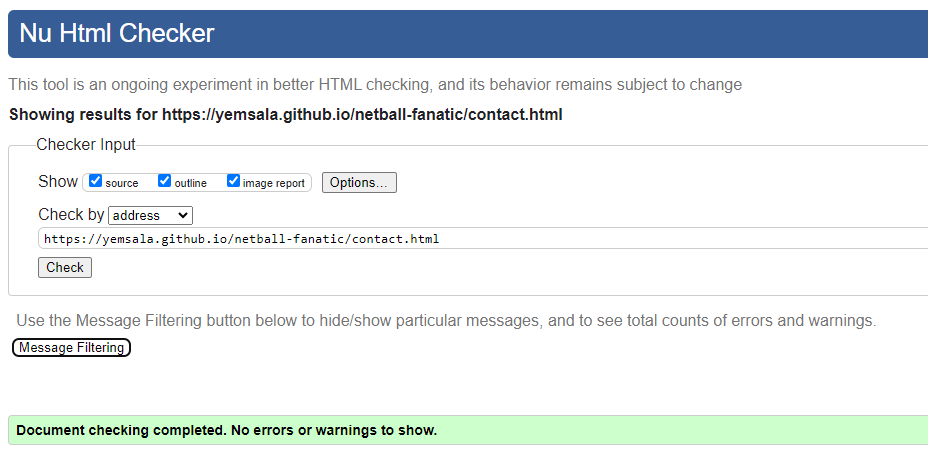 Nu Html Checker
This tool is an ongoing experiment in better HTML checking, and its behavior remains subject to change
Showing results for https://yemsala.github.io/netball-fanatic/contact.html
Checker Input
Show source outline image report Options...
Check by address
https://yemsala.github.io/netball-fanatic/contact.html
Check
Use the Message Filtering button below to hide/show particular messages, and to see total counts of errors and warnings.
Message Filtering
Document checking completed. No errors or warnings to show.